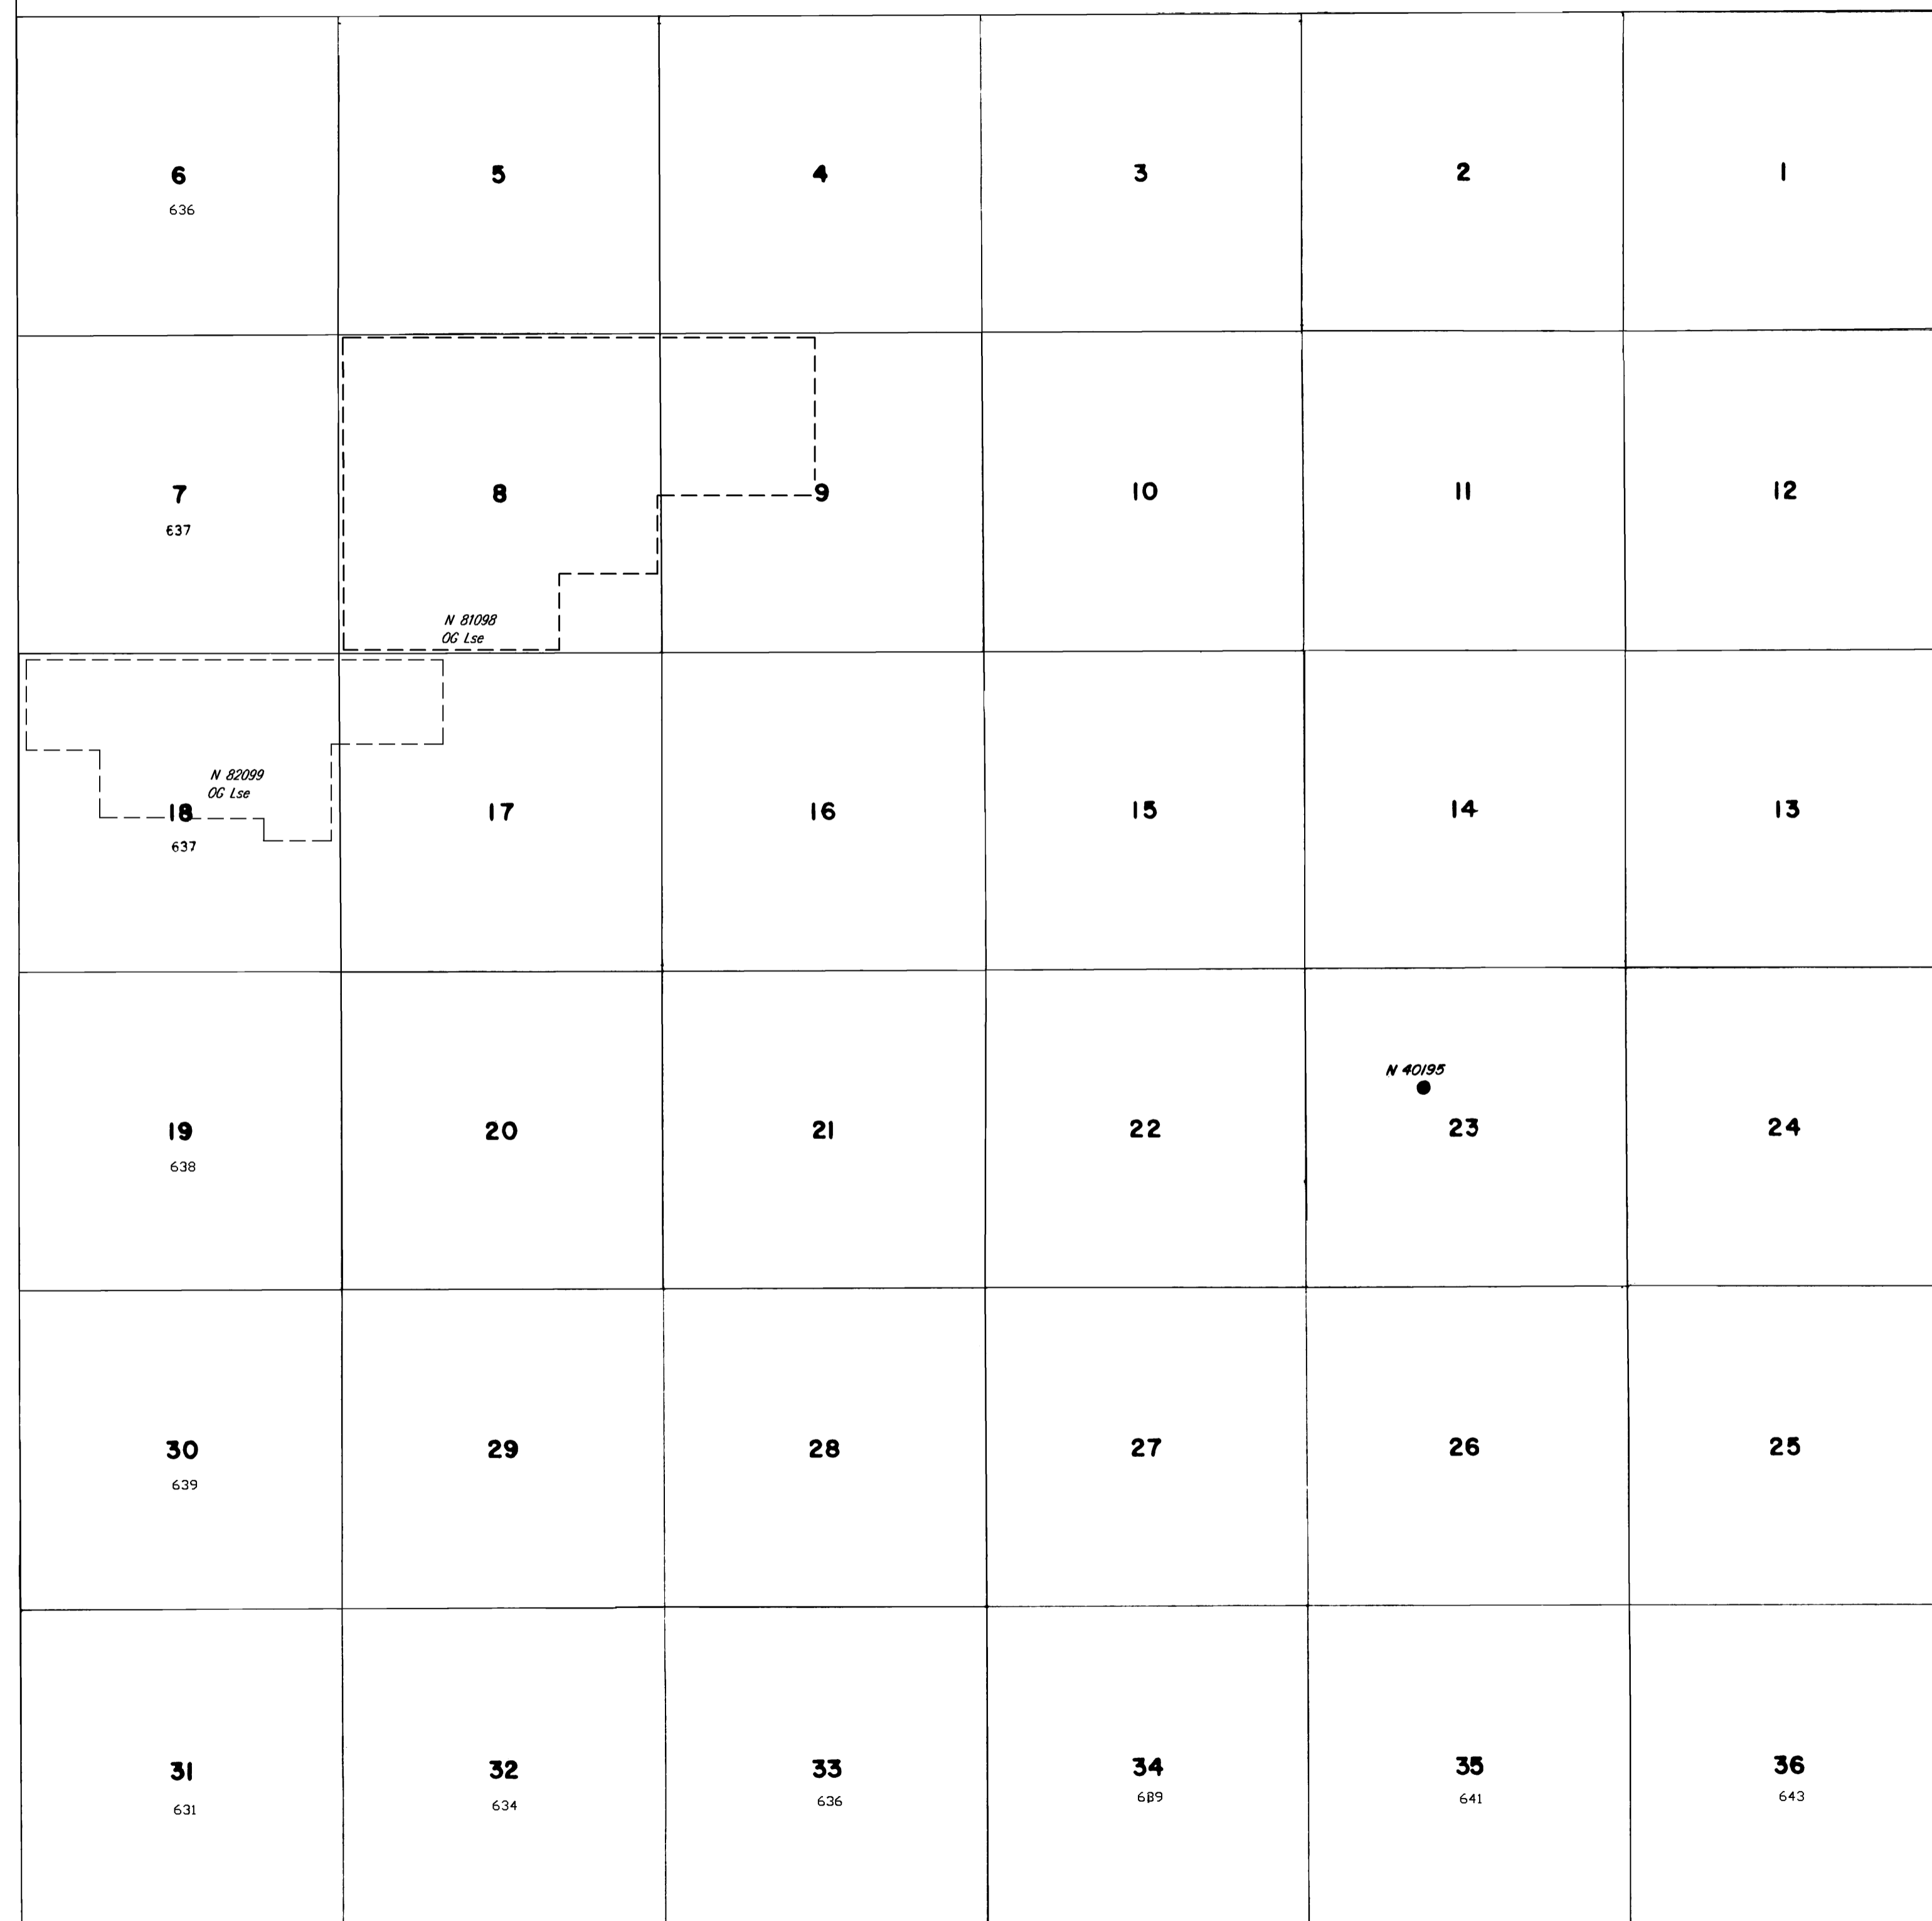 6 5 4 3 2 1
636
7 8 9 10 11 12
637
N 81098
OG Lse
N 82099
OG Lse
18 17 16 15 14 13
637
N 40195
19 20 21 22 23 24
638
30 29 28 27 26 25
639
31 32 33 34 35 36
631 634 636 639 641 643